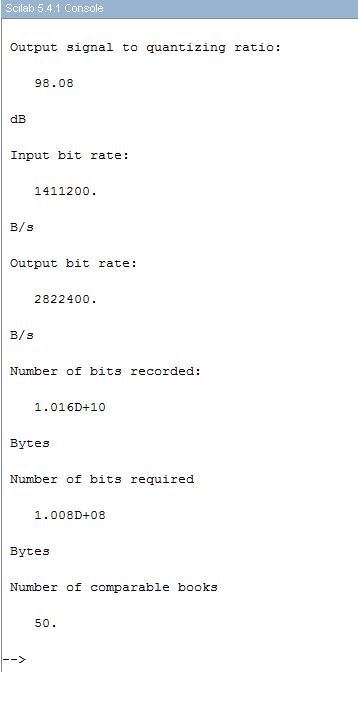 Scilab 5.4.1 Console
Output signal to quantizing ratio:
98.08
dB
Input bit rate:
1411200.
B/s
Output bit rate:
2822400.
B/s
Number of bits recorded:
1.016D+10
Bytes
Number of bits required
1.008D+08
Bytes
Number of comparable books
50.
-->